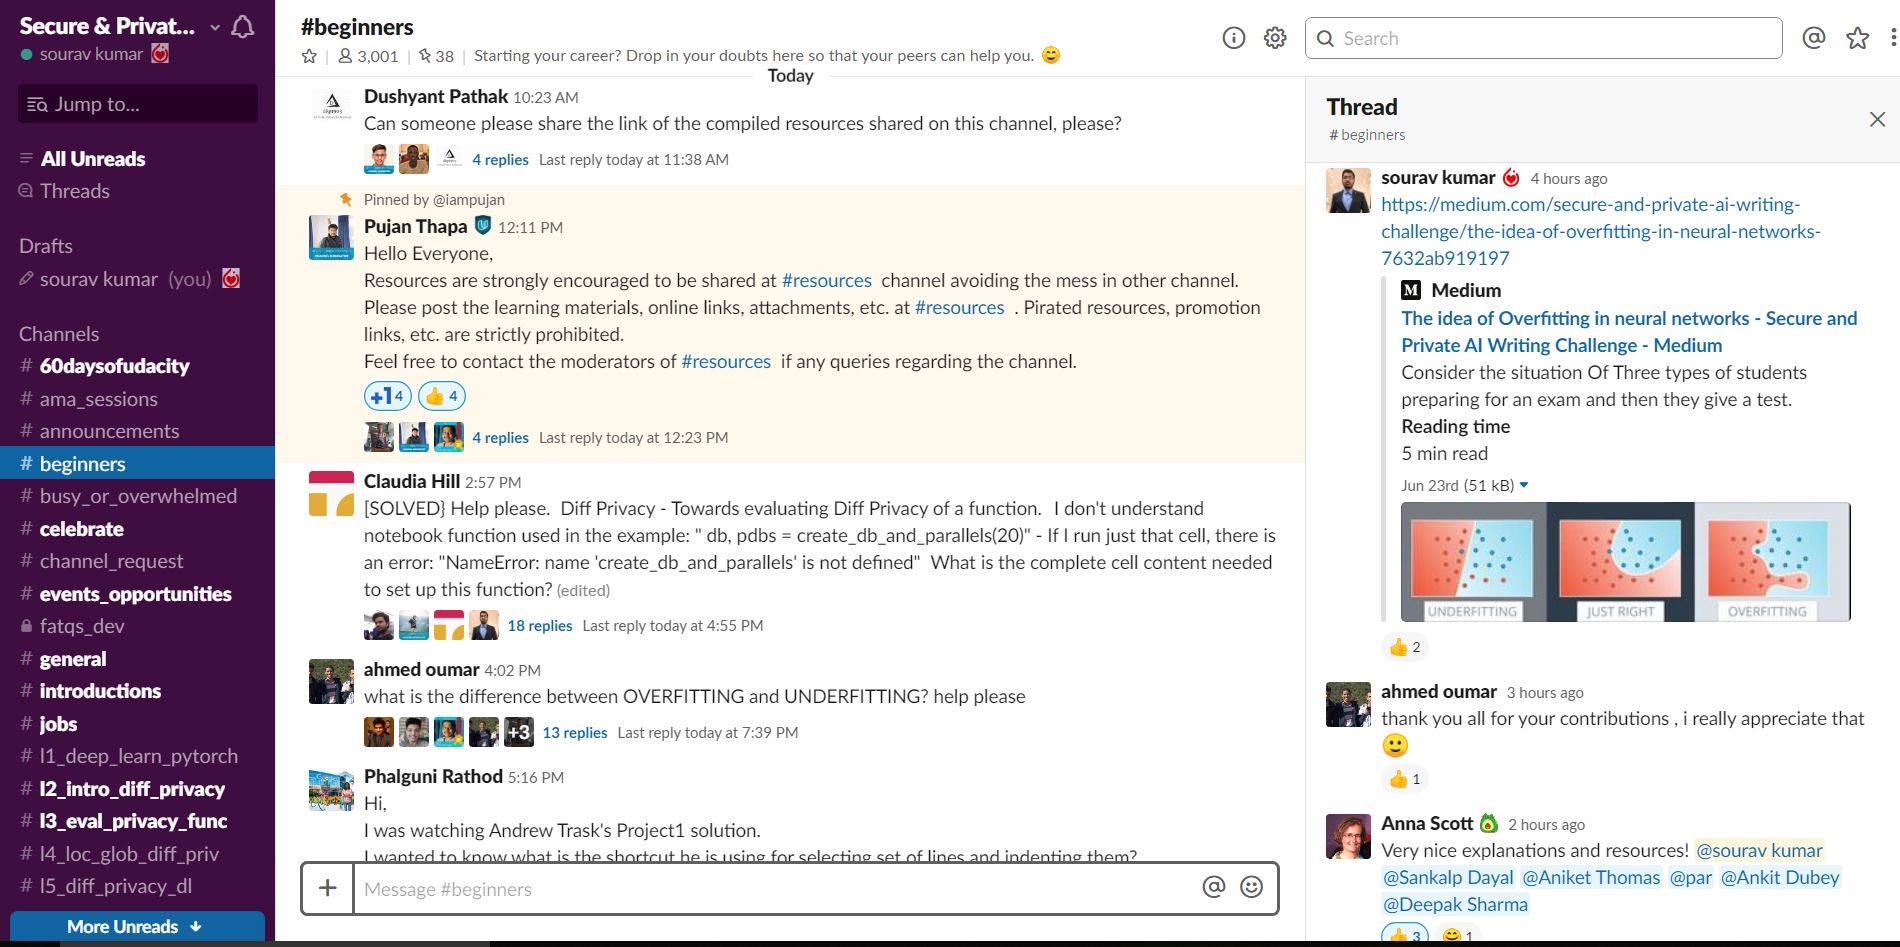 Secure & Privat...
sourav kumar
Jump to...
All Unreads
Threads
Drafts
sourav kumar (you)
Channels
# 60daysofudacity
# ama_sessions
# announcements
# beginners
# busy_or_overwhelmed
# celebrate
# channel_request
# events_opportunities
fatqs_dev
# general
# introductions
# jobs
# l1_deep_learn_pytorch
# l2_intro_diff_privacy
# l3_eval_privacy_func
# l4_loc_glob_diff_priv
# l5_diff_privacy_dl
More Unreads
#beginners
3,001 | 38 | Starting your career? Drop in your doubts here so that your peers can help you.
Search
Today
Dushyant Pathak 10:23 AM
Can someone please share the link of the compiled resources shared on this channel, please?
4 replies Last reply today at 11:38 AM
Pinned by @iampujan
Pujan Thapa 12:11 PM
Hello Everyone,
Resources are strongly encouraged to be shared at #resources channel avoiding the mess in other channel.
Please post the learning materials, online links, attachments, etc. at #resources . Pirated resources, promotion
links, etc. are strictly prohibited.
Feel free to contact the moderators of #resources if any queries regarding the channel.
+1 4 4
4 replies Last reply today at 12:23 PM
Claudia Hill 2:57 PM
[SOLVED} Help please. Diff Privacy - Towards evaluating Diff Privacy of a function. I don't understand
notebook function used in the example: " db, pdbs = create_db_and_parallels(20)" - If I run just that cell, there is
an error: "NameError: name 'create_db_and_parallels' is not defined" What is the complete cell content needed
to set up this function? (edited)
18 replies Last reply today at 4:55 PM
ahmed oumar 4:02 PM
what is the difference between OVERFITTING and UNDERFITTING? help please
+3 13 replies Last reply today at 7:39 PM
Phalguni Rathod 5:16 PM
Hi,
I was watching Andrew Trask's Project1 solution.
I wanted to know what is the shortcut he is using for selecting set of lines and indenting them?
Message #beginners
Thread
# beginners
sourav kumar 4 hours ago
https://medium.com/secure-and-private-ai-writing-
challenge/the-idea-of-overfitting-in-neural-networks-
7632ab919197
M Medium
The idea of Overfitting in neural networks - Secure and
Private AI Writing Challenge - Medium
Consider the situation Of Three types of students
preparing for an exam and then they give a test.
Reading time
5 min read
Jun 23rd (51 kB)
UNDERFITTING JUST RIGHT OVERFITTING
2
ahmed oumar 3 hours ago
thank you all for your contributions , i really appreciate that
1
Anna Scott 2 hours ago
Very nice explanations and resources! @sourav kumar
@Sankalp Dayal @Aniket Thomas @par @Ankit Dubey
@Deepak Sharma
3 1